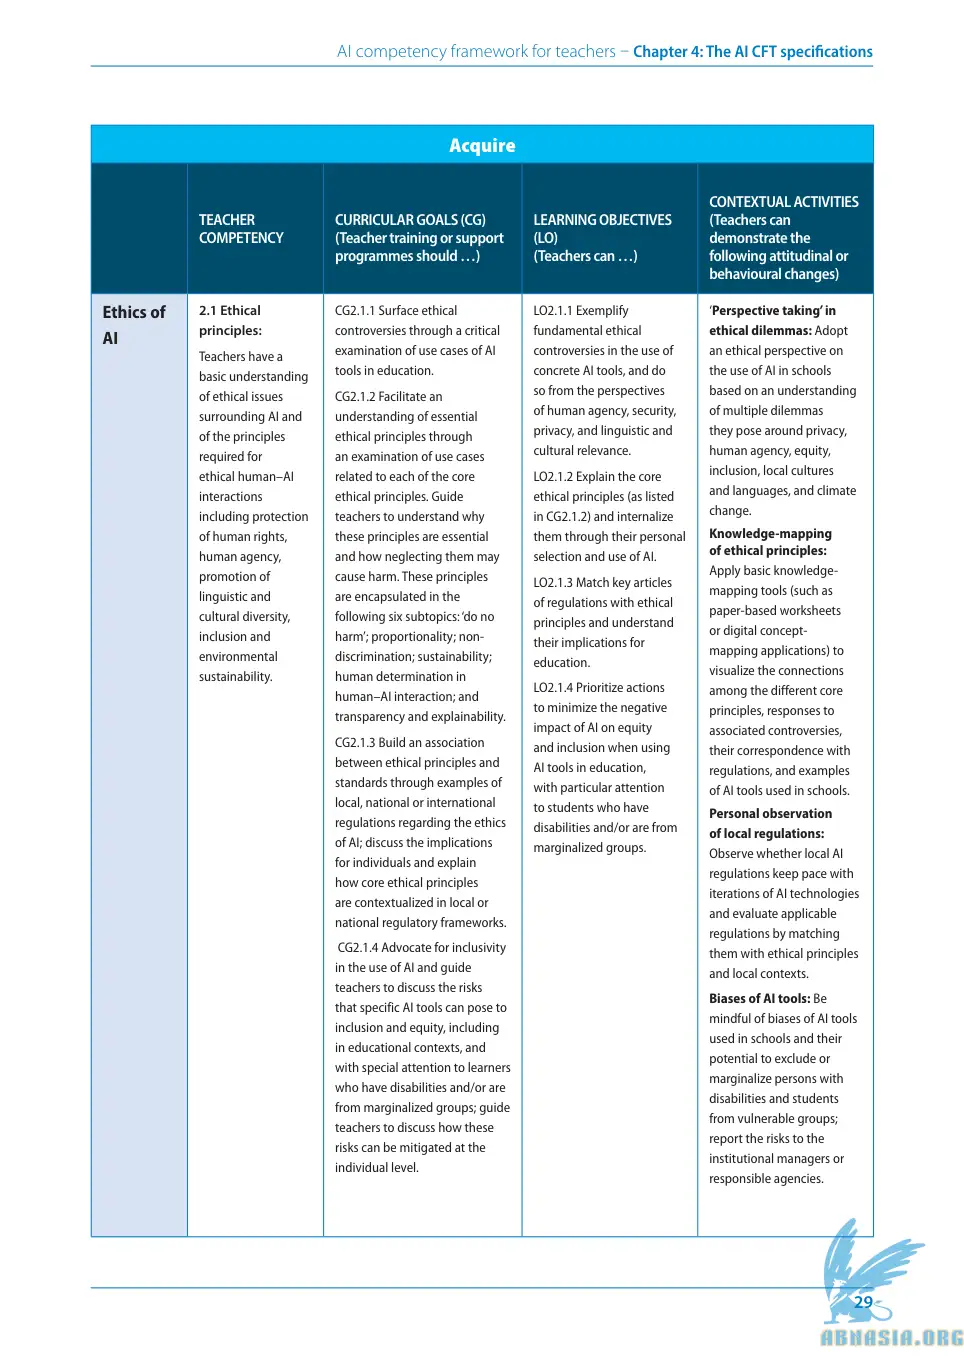 AI competency framework for teachers – Chapter 4: The AI CFT specifications
Acquire
TEACHER
COMPETENCY
CURRICULAR GOALS (CG)
(Teacher training or support
programmes should …)
LEARNING OBJECTIVES
(LO)
(Teachers can …)
CONTEXTUAL ACTIVITIES
(Teachers can
demonstrate the
following attitudinal or
behavioural changes)
Ethics of
AI
2.1 Ethical
principles:
Teachers have a
basic understanding
of ethical issues
surrounding AI and
of the principles
required for
ethical human–AI
interactions
including protection
of human rights,
human agency,
promotion of
linguistic and
cultural diversity,
inclusion and
environmental
sustainability.
CG2.1.1 Surface ethical
controversies through a critical
examination of use cases of AI
tools in education.
CG2.1.2 Facilitate an
understanding of essential
ethical principles through
an examination of use cases
related to each of the core
ethical principles. Guide
teachers to understand why
these principles are essential
and how neglecting them may
cause harm. These principles
are encapsulated in the
following six subtopics: ‘do no
harm’; proportionality; non-
discrimination; sustainability;
human determination in
human–AI interaction; and
transparency and explainability.
CG2.1.3 Build an association
between ethical principles and
standards through examples of
local, national or international
regulations regarding the ethics
of AI; discuss the implications
for individuals and explain
how core ethical principles
are contextualized in local or
national regulatory frameworks.
CG2.1.4 Advocate for inclusivity
in the use of AI and guide
teachers to discuss the risks
that specific AI tools can pose to
inclusion and equity, including
in educational contexts, and
with special attention to learners
who have disabilities and/or are
from marginalized groups; guide
teachers to discuss how these
risks can be mitigated at the
individual level.
LO2.1.1 Exemplify
fundamental ethical
controversies in the use of
concrete AI tools, and do
so from the perspectives
of human agency, security,
privacy, and linguistic and
cultural relevance.
LO2.1.2 Explain the core
ethical principles (as listed
in CG2.1.2) and internalize
them through their personal
selection and use of AI.
LO2.1.3 Match key articles
of regulations with ethical
principles and understand
their implications for
education.
LO2.1.4 Prioritize actions
to minimize the negative
impact of AI on equity
and inclusion when using
AI tools in education,
with particular attention
to students who have
disabilities and/or are from
marginalized groups.
‘Perspective taking’ in
ethical dilemmas: Adopt
an ethical perspective on
the use of AI in schools
based on an understanding
of multiple dilemmas
they pose around privacy,
human agency, equity,
inclusion, local cultures
and languages, and climate
change.
Knowledge-mapping
of ethical principles:
Apply basic knowledge-
mapping tools (such as
paper-based worksheets
or digital concept-
mapping applications) to
visualize the connections
among the different core
principles, responses to
associated controversies,
their correspondence with
regulations, and examples
of AI tools used in schools.
Personal observation
of local regulations:
Observe whether local AI
regulations keep pace with
iterations of AI technologies
and evaluate applicable
regulations by matching
them with ethical principles
and local contexts.
Biases of AI tools: Be
mindful of biases of AI tools
used in schools and their
potential to exclude or
marginalize persons with
disabilities and students
from vulnerable groups;
report the risks to the
institutional managers or
responsible agencies.
29
ABNASIA.ORG